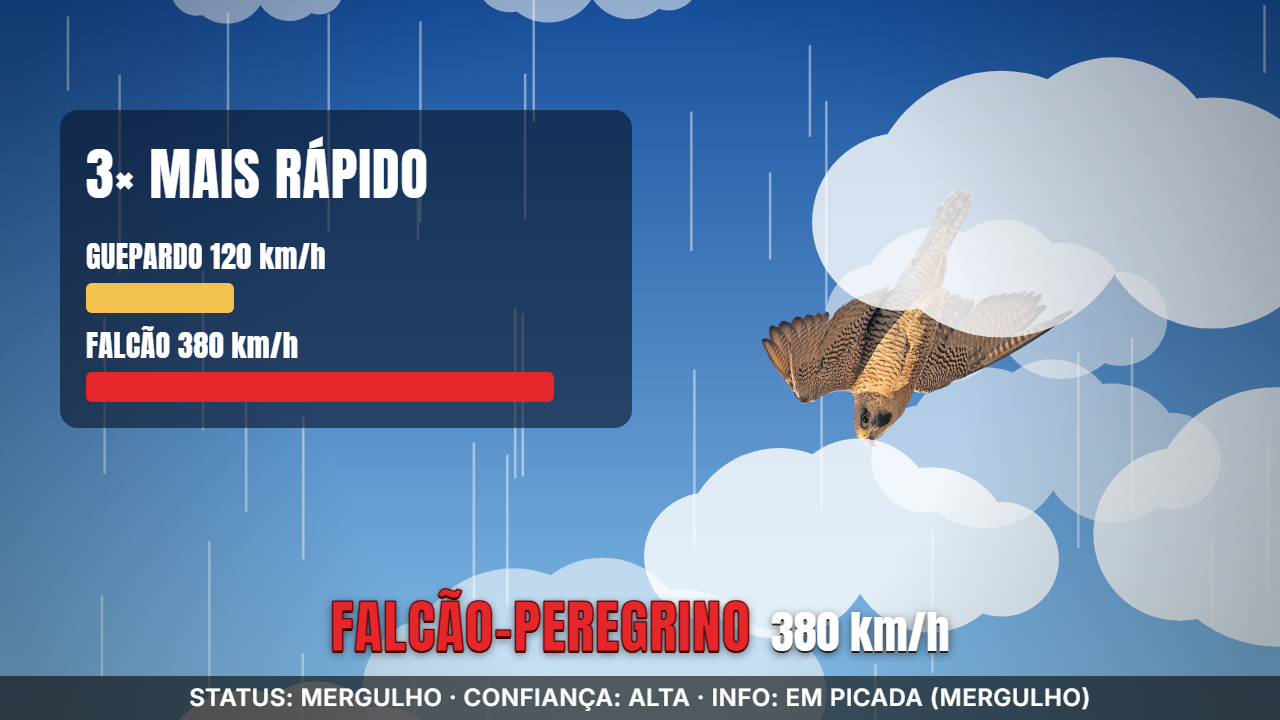 3× MAIS RÁPIDO
GUEPARDO 120 km/h
FALCÃO 380 km/h
FALCÃO-PEREGRINO 380 km/h
STATUS: MERGULHO · CONFIANÇA: ALTA · INFO: EM PICADA (MERGULHO)